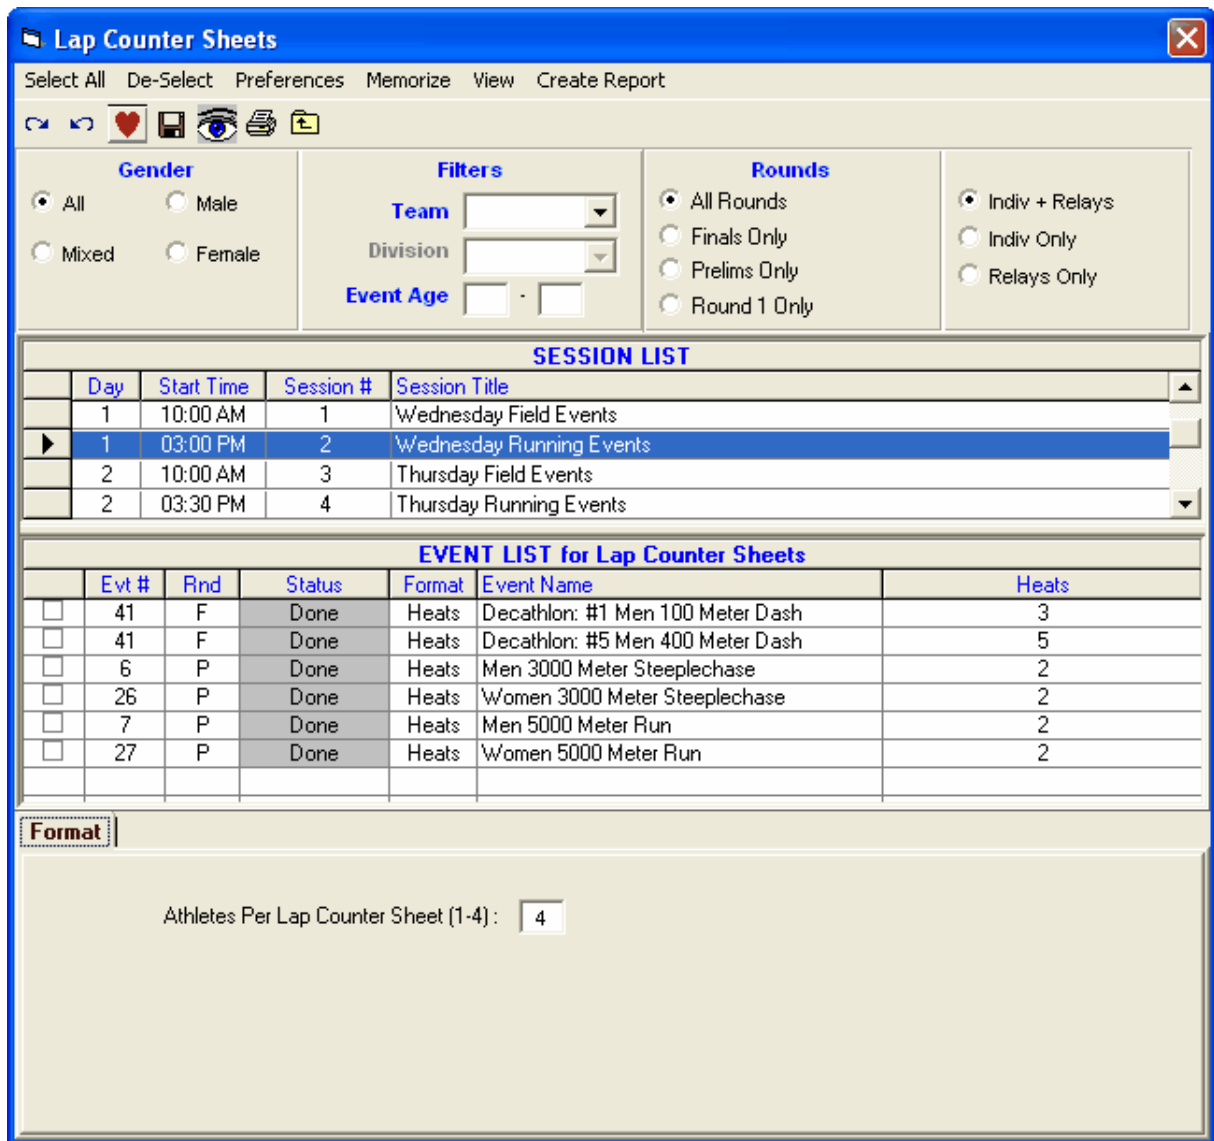 Lap Counter Sheets
Select All De-Select Preferences Memorize View Create Report
Gender Filters Rounds
All Male Team All Rounds Indiv + Relays
Mixed Female Division Finals Only Indiv Only
Event Age - Prelims Only Relays Only
Round 1 Only
SESSION LIST
Day Start Time Session # Session Title
1 10:00 AM 1 Wednesday Field Events
1 03:00 PM 2 Wednesday Running Events
2 10:00 AM 3 Thursday Field Events
2 03:30 PM 4 Thursday Running Events
EVENT LIST for Lap Counter Sheets
Evt # Rnd Status Format Event Name Heats
41 F Done Heats Decathlon: #1 Men 100 Meter Dash 3
41 F Done Heats Decathlon: #5 Men 400 Meter Dash 5
6 P Done Heats Men 3000 Meter Steeplechase 2
26 P Done Heats Women 3000 Meter Steeplechase 2
7 P Done Heats Men 5000 Meter Run 2
27 P Done Heats Women 5000 Meter Run 2
Format
Athletes Per Lap Counter Sheet (1-4) : 4